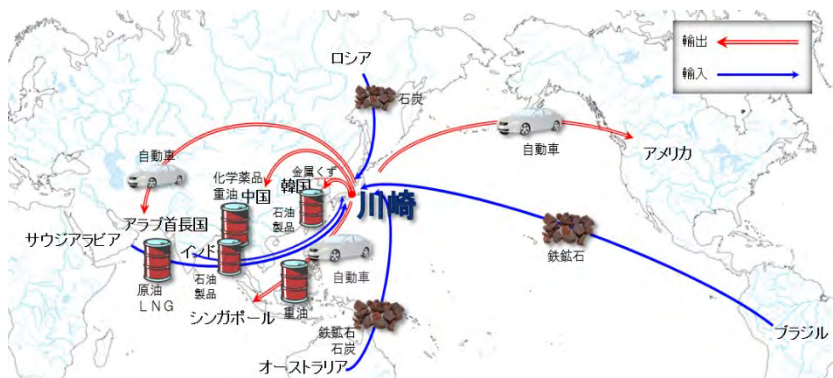 輸出
輸入
ロシア
石炭
自動車
アメリカ
自動車
化学薬品
重油
中国
金属くず
韓国
石油
製品
川崎
アラブ首長国
サウジアラビア
インド
原油
LNG
石油
製品
自動車
シンガポール
重油
鉄鉱石
鉄鉱石
石炭
オーストラリア
ブラジル